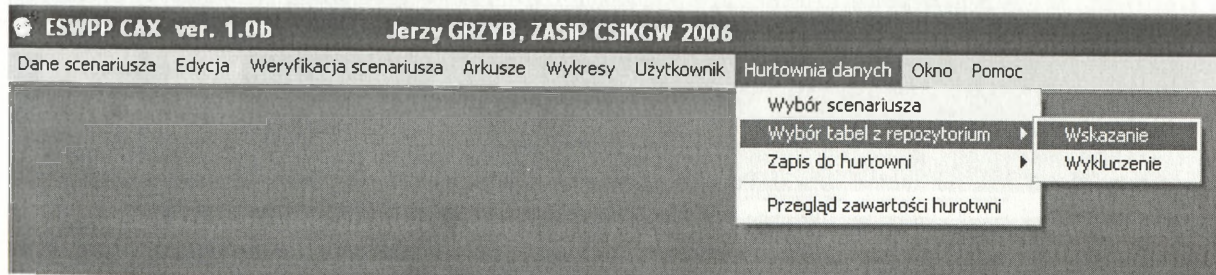 ESWPP CAX ver. 1.0b Jerzy GRZYB, ZASiP CSiKGW 2006
Dane scenariusza Edycja Weryfikacja scenariusza Arkusze Wykresy Użytkownik Hurtownia danych Okno Pomoc
Wybór scenariusza
Wybór tabel z repozytorium Wskazanie
Zapis do hurtowni Wykluczenie
Przegląd zawartości hurotwni